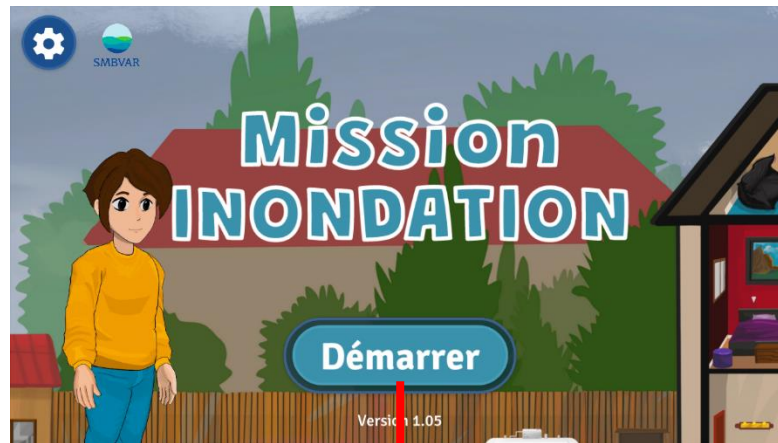 SMBVAR
Mission
INONDATION
Démarrer
Version 1.05